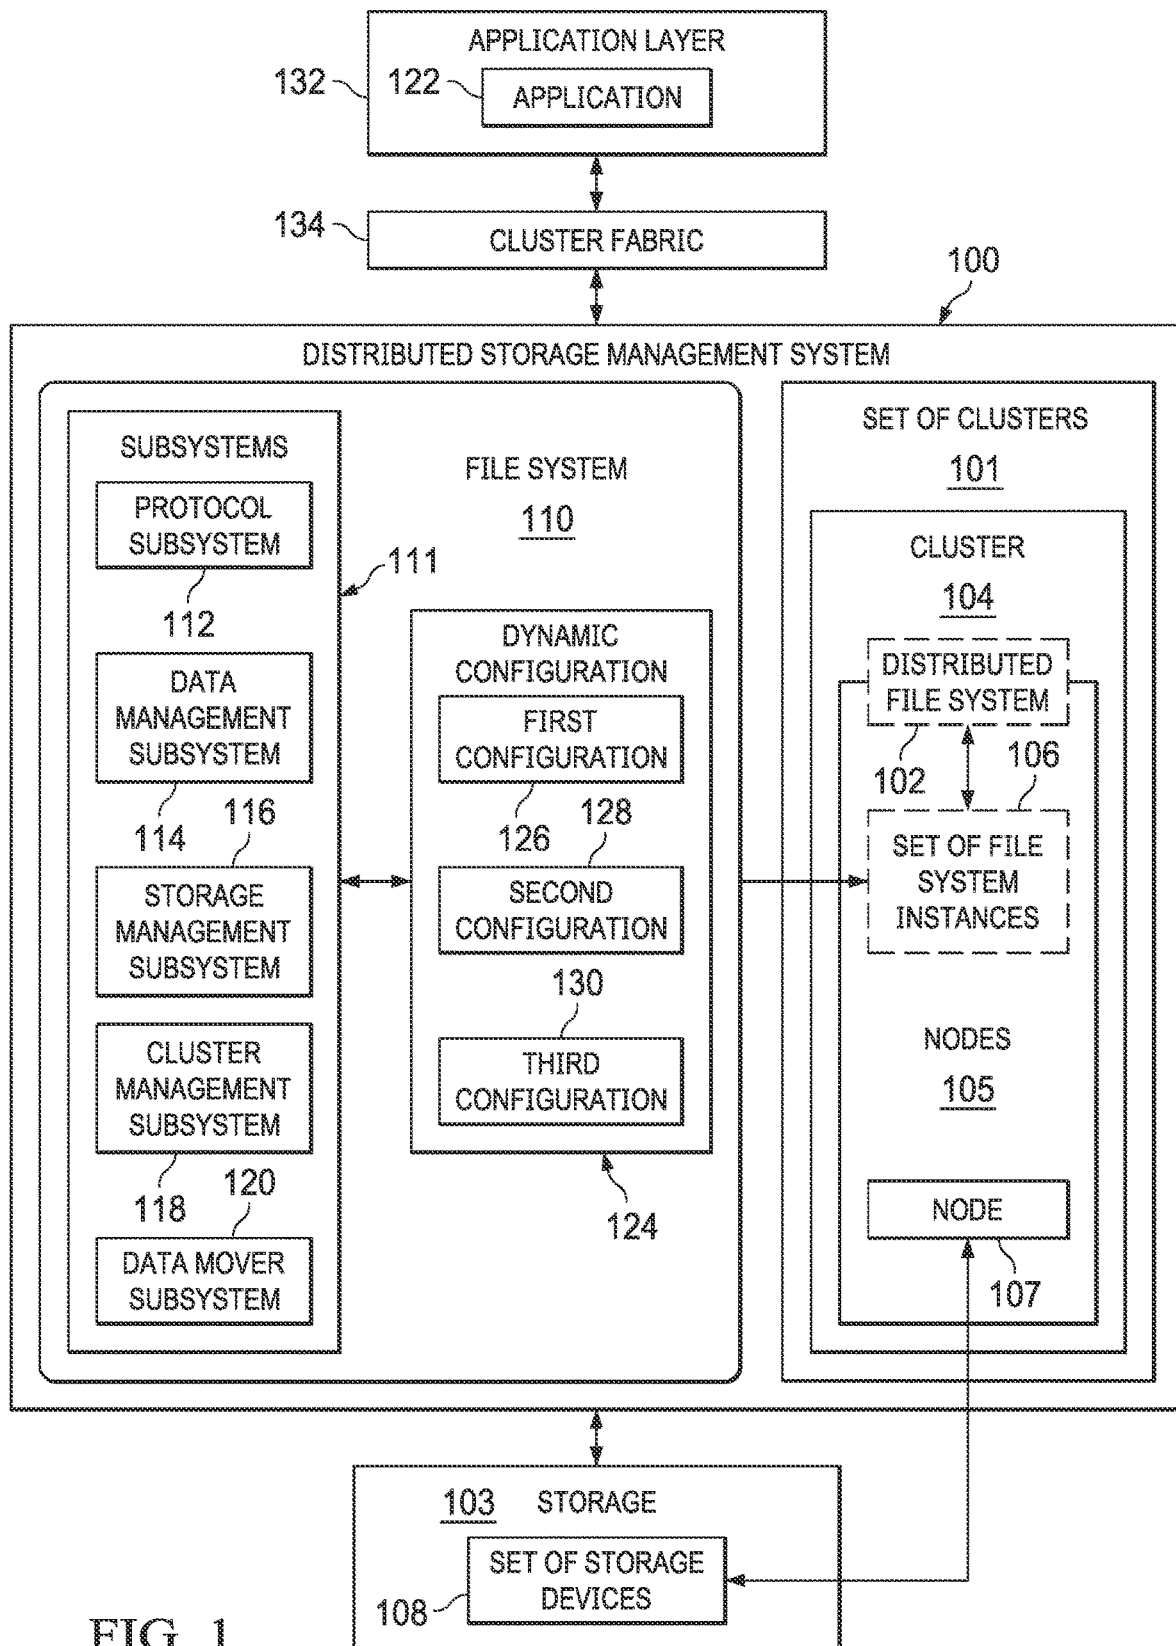 APPLICATION LAYER
132
122
APPLICATION
134
CLUSTER FABRIC
100
DISTRIBUTED STORAGE MANAGEMENT SYSTEM
SUBSYSTEMS
PROTOCOL
SUBSYSTEM
112
DATA
MANAGEMENT
SUBSYSTEM
114
116
STORAGE
MANAGEMENT
SUBSYSTEM
CLUSTER
MANAGEMENT
SUBSYSTEM
118
120
DATA MOVER
SUBSYSTEM
FILE SYSTEM
110
111
DYNAMIC
CONFIGURATION
FIRST
CONFIGURATION
126
128
SECOND
CONFIGURATION
130
THIRD
CONFIGURATION
124
SET OF CLUSTERS
101
CLUSTER
104
DISTRIBUTED
FILE SYSTEM
102
106
SET OF FILE
SYSTEM
INSTANCES
NODES
105
NODE
107
103 STORAGE
SET OF STORAGE
DEVICES
108
FIG. 1